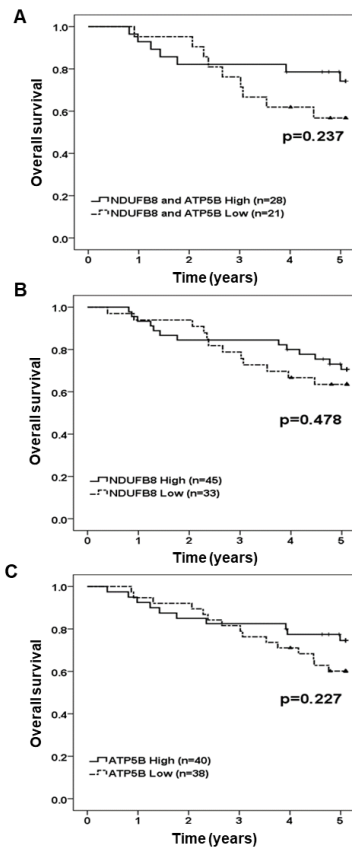 A
Overall survival
1.0
0.8
0.6
0.4
0.2
0.0
p=0.237
NDUFB8 and ATP5B High (n=28)
NDUFB8 and ATP5B Low (n=21)
0 1 2 3 4 5
Time (years)
B
Overall survival
1.0
0.8
0.6
0.4
0.2
0.0
p=0.478
NDUFB8 High (n=45)
NDUFB8 Low (n=33)
0 1 2 3 4 5
Time (years)
C
Overall survival
1.0
0.8
0.6
0.4
0.2
0.0
p=0.227
ATP5B High (n=40)
ATP5B Low (n=38)
0 1 2 3 4 5
Time (years)